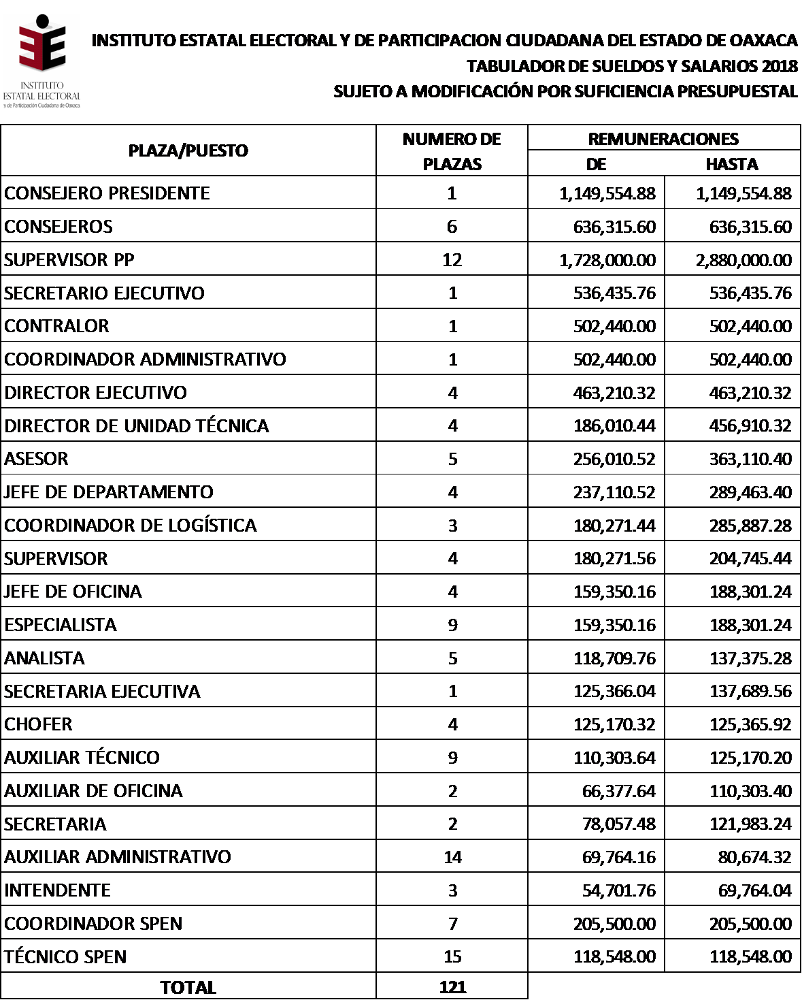 INSTITUTO
ESTATAL ELECTORAL
y de Participación Ciudadana de Oaxaca
INSTITUTO ESTATAL ELECTORAL Y DE PARTICIPACION CIUDADANA DEL ESTADO DE OAXACA
TABULADOR DE SUELDOS Y SALARIOS 2018
SUJETO A MODIFICACIÓN POR SUFICIENCIA PRESUPUESTAL
PLAZA/PUESTO NUMERO DE PLAZAS REMUNERACIONES
DE HASTA
CONSEJERO PRESIDENTE 1 1,149,554.88 1,149,554.88
CONSEJEROS 6 636,315.60 636,315.60
SUPERVISOR PP 12 1,728,000.00 2,880,000.00
SECRETARIO EJECUTIVO 1 536,435.76 536,435.76
CONTRALOR 1 502,440.00 502,440.00
COORDINADOR ADMINISTRATIVO 1 502,440.00 502,440.00
DIRECTOR EJECUTIVO 4 463,210.32 463,210.32
DIRECTOR DE UNIDAD TÉCNICA 4 186,010.44 456,910.32
ASESOR 5 256,010.52 363,110.40
JEFE DE DEPARTAMENTO 4 237,110.52 289,463.40
COORDINADOR DE LOGÍSTICA 3 180,271.44 285,887.28
SUPERVISOR 4 180,271.56 204,745.44
JEFE DE OFICINA 4 159,350.16 188,301.24
ESPECIALISTA 9 159,350.16 188,301.24
ANALISTA 5 118,709.76 137,375.28
SECRETARIA EJECUTIVA 1 125,366.04 137,689.56
CHOFER 4 125,170.32 125,365.92
AUXILIAR TÉCNICO 9 110,303.64 125,170.20
AUXILIAR DE OFICINA 2 66,377.64 110,303.40
SECRETARIA 2 78,057.48 121,983.24
AUXILIAR ADMINISTRATIVO 14 69,764.16 80,674.32
INTENDENTE 3 54,701.76 69,764.04
COORDINADOR SPEN 7 205,500.00 205,500.00
TÉCNICO SPEN 15 118,548.00 118,548.00
TOTAL 121